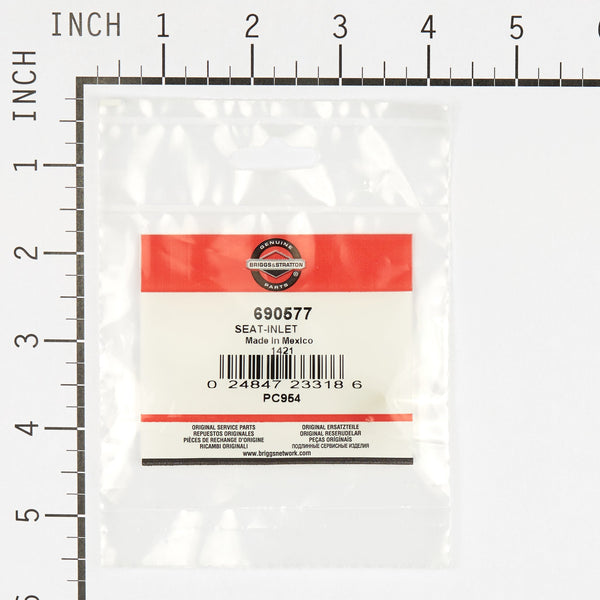 INCH 1 2 3 4 5 6
INCH
1
2
3
4
5
GENUINE
BRIGGS & STRATTON
®
PARTS
690577
SEAT-INLET
Made in Mexico
1421
0 24847 23318 6
PC954
ORIGINAL SERVICE PARTS
REPUESTOS ORIGINALES
PIÈCES DE RECHANGE D'ORIGINE
RICAMBI ORIGINALI
ORIGINAL ERSATZTEILE
ORIGINAL RESERVDELAR
PEÇAS ORIGINAIS
ПОДЛИННЫЕ СЕРВИСНЫЕ ИЗДЕЛИЯ
www.briggsnetwork.com